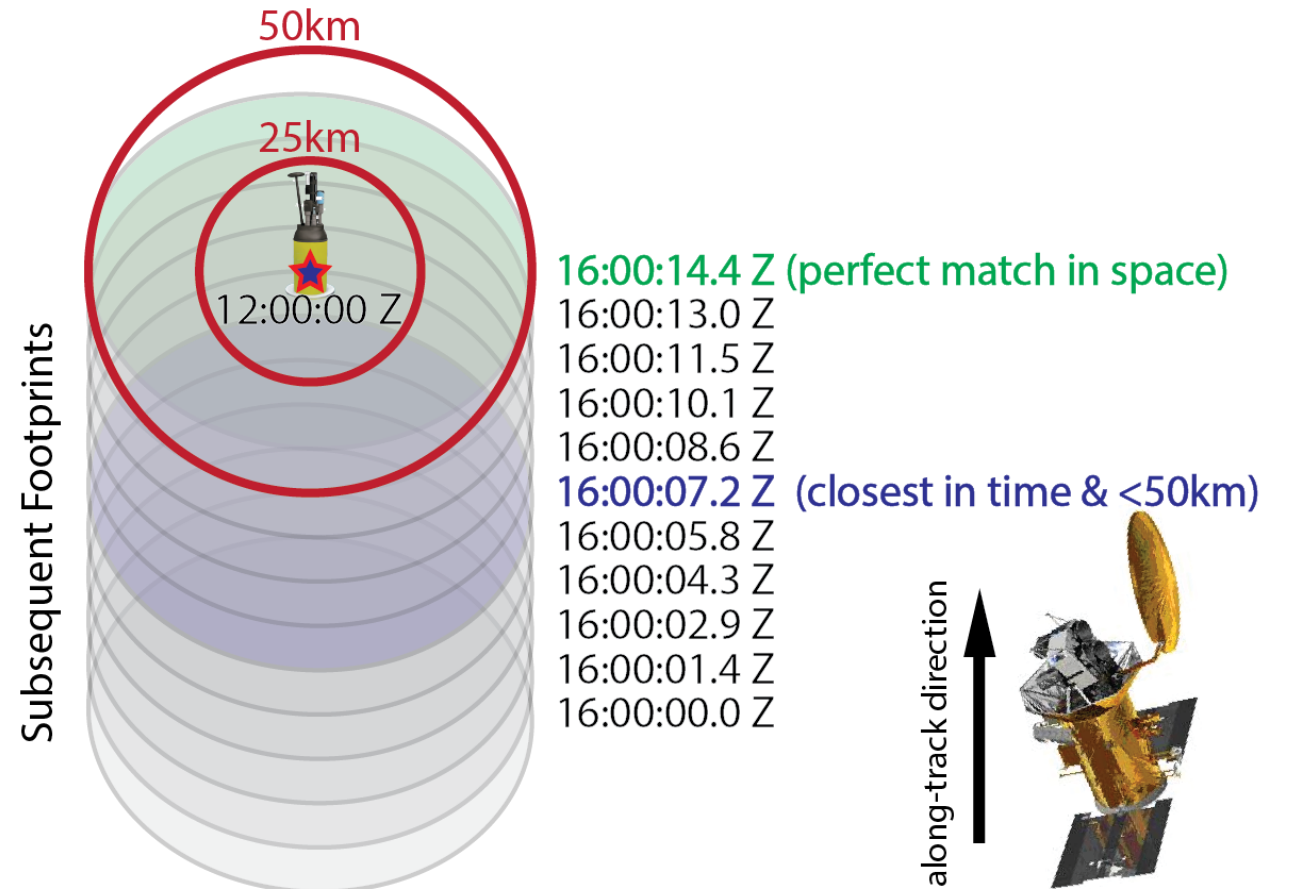 50km
25km
12:00:00 Z
Subsequent Footprints
16:00:14.4 Z (perfect match in space)
16:00:13.0 Z
16:00:11.5 Z
16:00:10.1 Z
16:00:08.6 Z
16:00:07.2 Z (closest in time & <50km)
16:00:05.8 Z
16:00:04.3 Z
16:00:02.9 Z
16:00:01.4 Z
16:00:00.0 Z
along-track direction